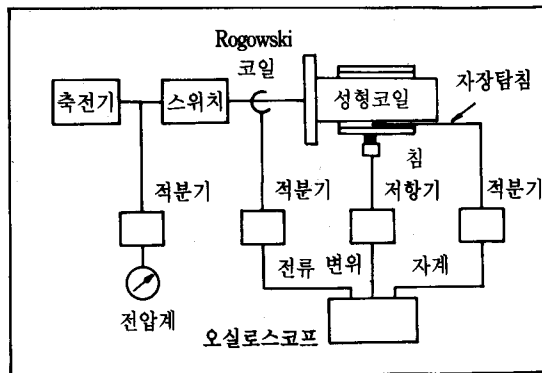 Rogowski
코일
축전기
스위치
성형코일
자장탐침
침
적분기
적분기
저항기
적분기
전류
변위
자계
전압계
오실로스코프